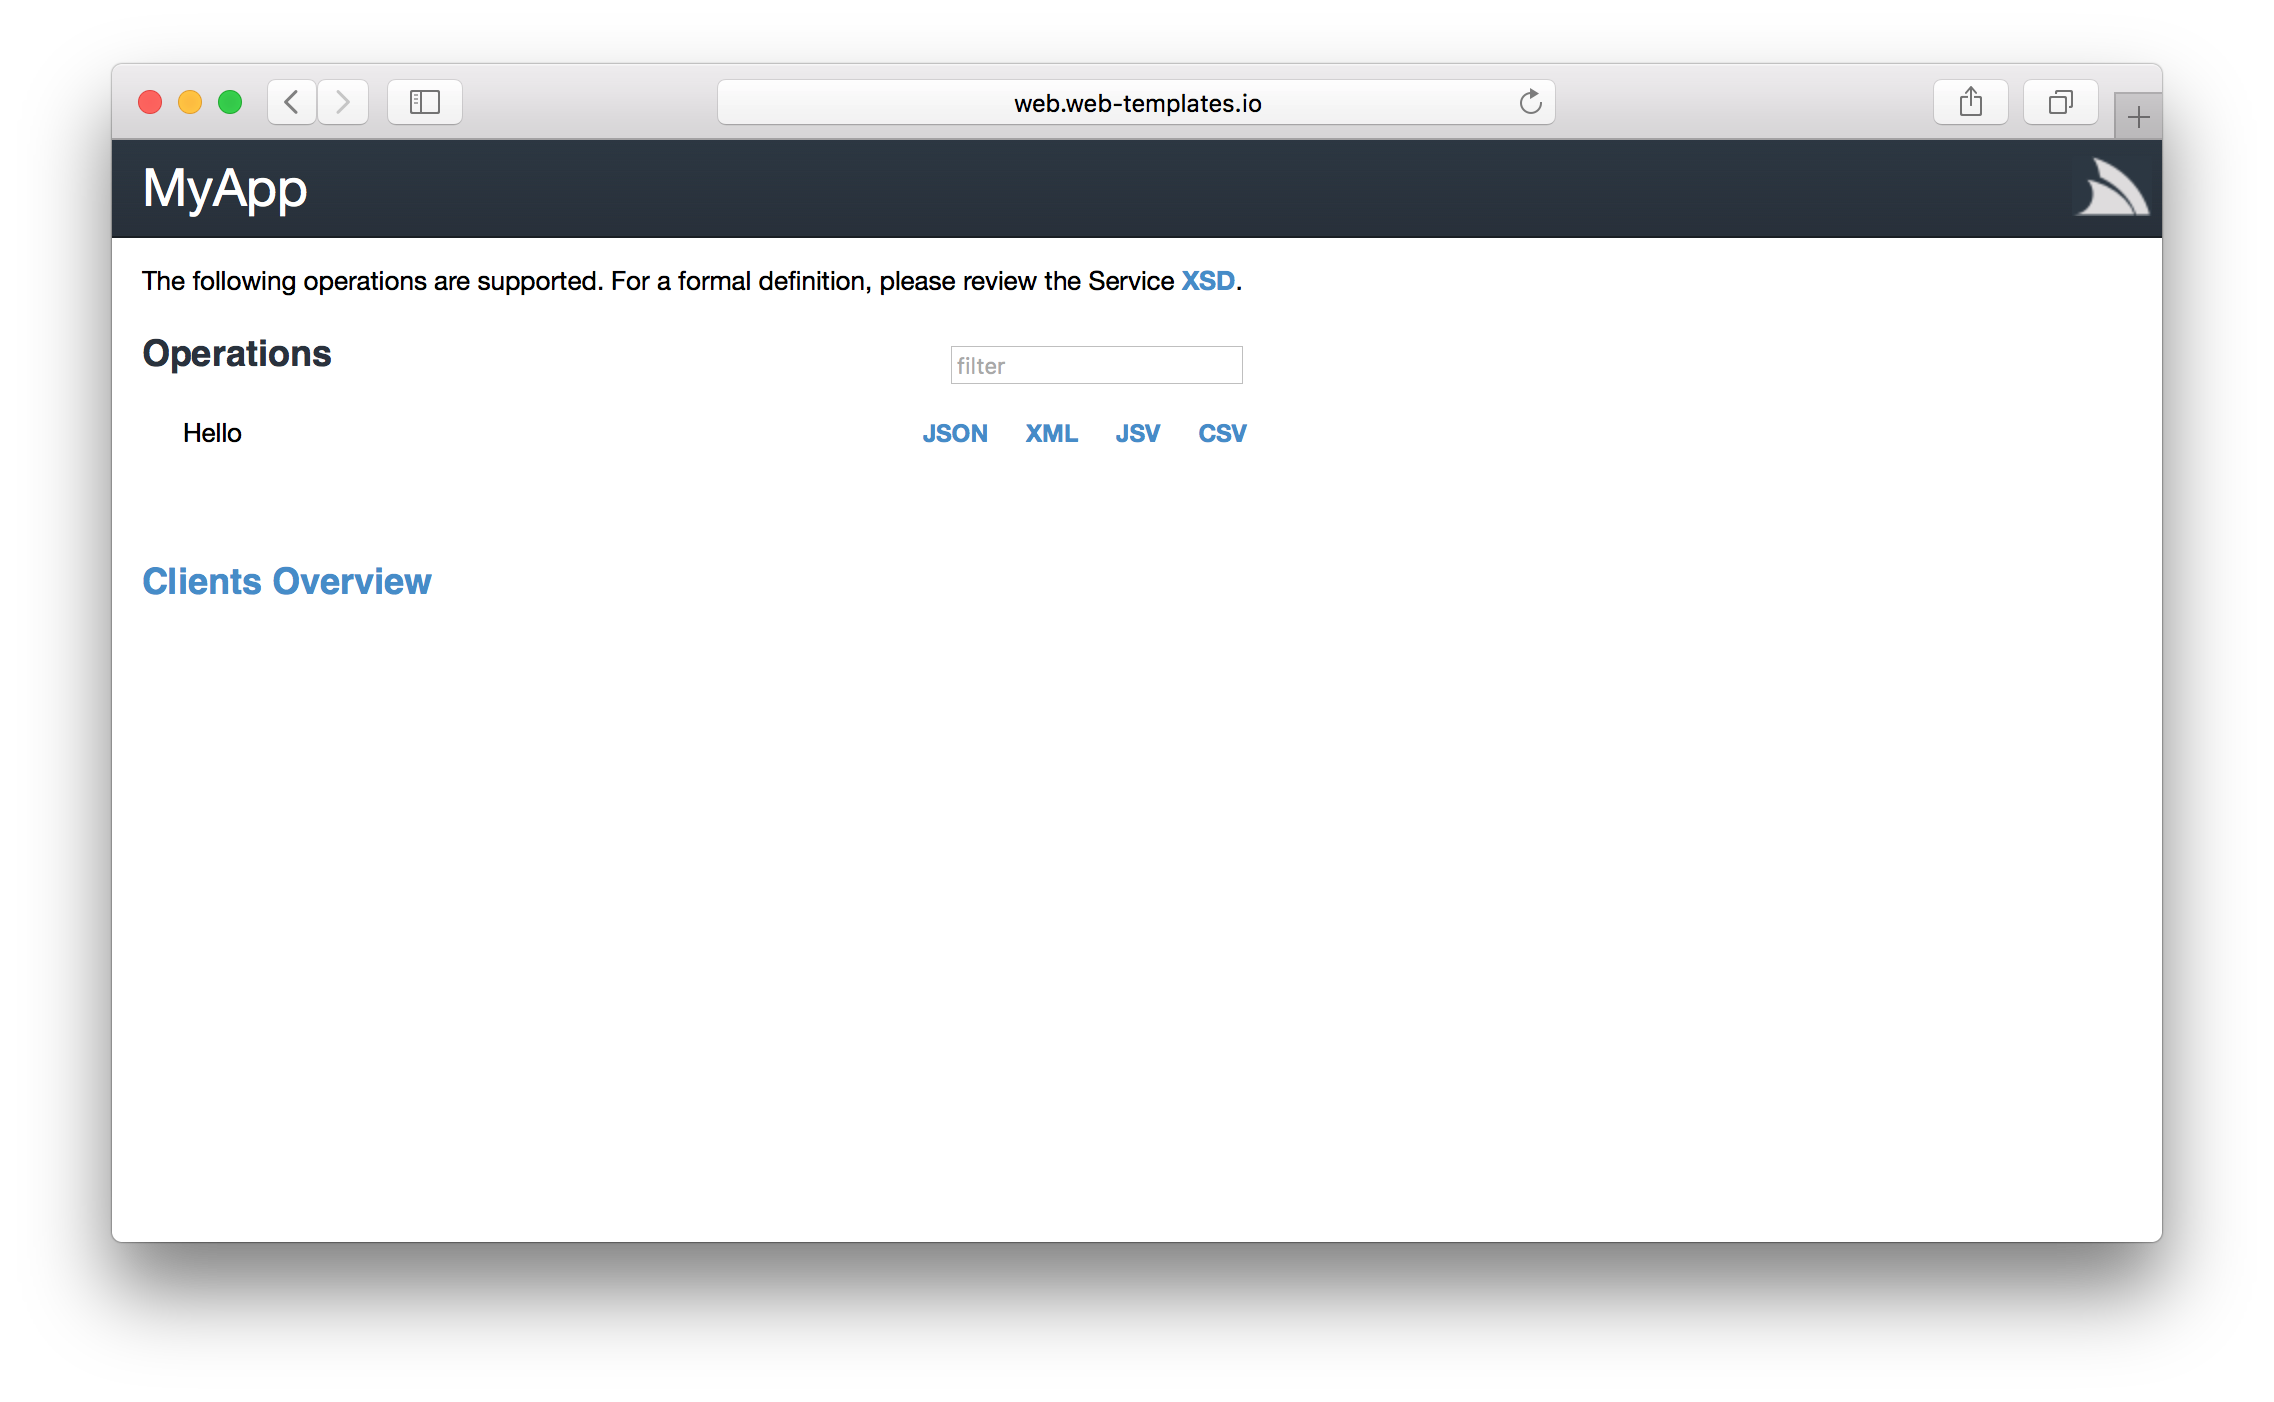 web.web-templates.io
MyApp
The following operations are supported. For a formal definition, please review the Service XSD.
Operations
filter
Hello JSON XML JSV CSV
Clients Overview